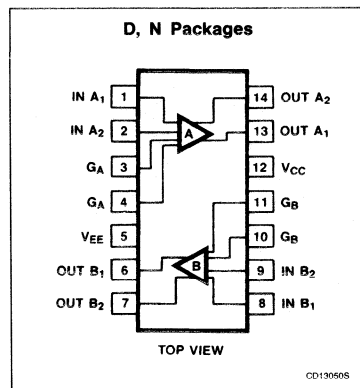 D, N Packages
IN A1 1 14 OUT A2
IN A2 2 13 OUT A1
A
GA 3 12 VCC
GA 4 11 GB
VEE 5 10 GB
OUT B1 6 9 IN B2
B
OUT B2 7 8 IN B1
TOP VIEW
CD13050S